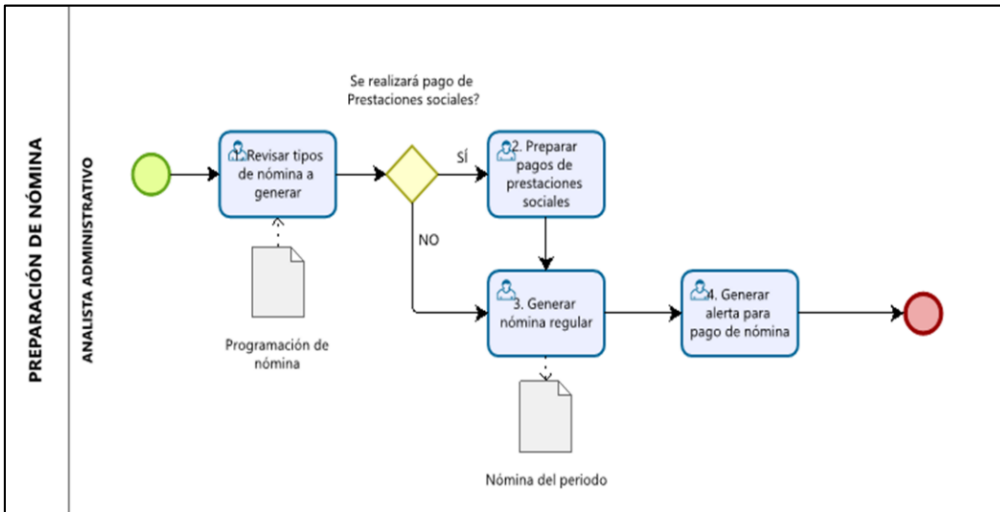 PREPARACIÓN DE NÓMINA
ANALISTA ADMINISTRATIVO
Se realizará pago de
Prestaciones sociales?
1. Revisar tipos
de nómina a
generar
SÍ
2. Preparar
pagos de
prestaciones
sociales
NO
Programación de
nómina
3. Generar
nómina regular
4. Generar
alerta para
pago de nómina
Nómina del periodo